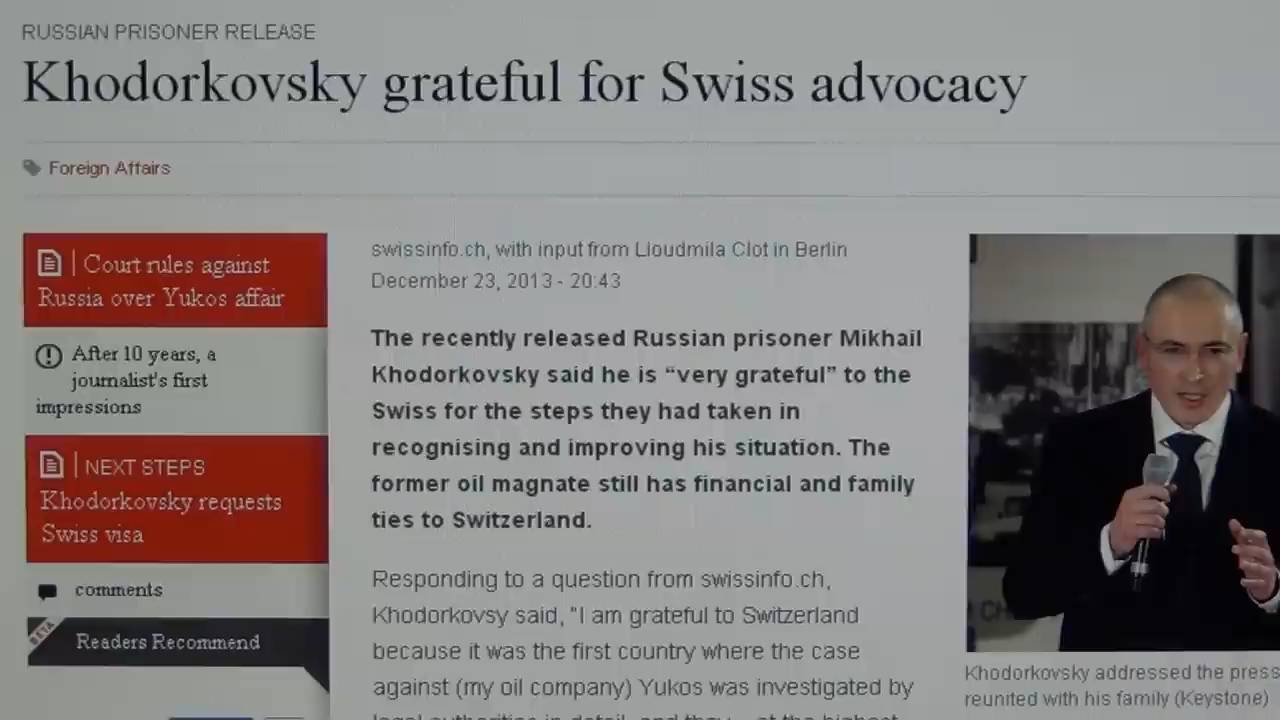 RUSSIAN PRISONER RELEASE
Khodorkovsky grateful for Swiss advocacy
Foreign Affairs
Court rules against
Russia over Yukos affair
After 10 years, a
journalist's first
impressions
NEXT STEPS
Khodorkovsky requests
Swiss visa
comments
BETA
Readers Recommend
swissinfo.ch, with input from Lloudmila Clot in Berlin
December 23, 2013 - 20:43
The recently released Russian prisoner Mikhail
Khodorkovsky said he is “very grateful” to the
Swiss for the steps they had taken in
recognising and improving his situation. The
former oil magnate still has financial and family
ties to Switzerland.
Responding to a question from swissinfo.ch,
Khodorkovsy said, "I am grateful to Switzerland
because it was the first country where the case
against (my oil company) Yukos was investigated by
CH
Khodorkovsky addressed the press
reunited with his family (Keystone)